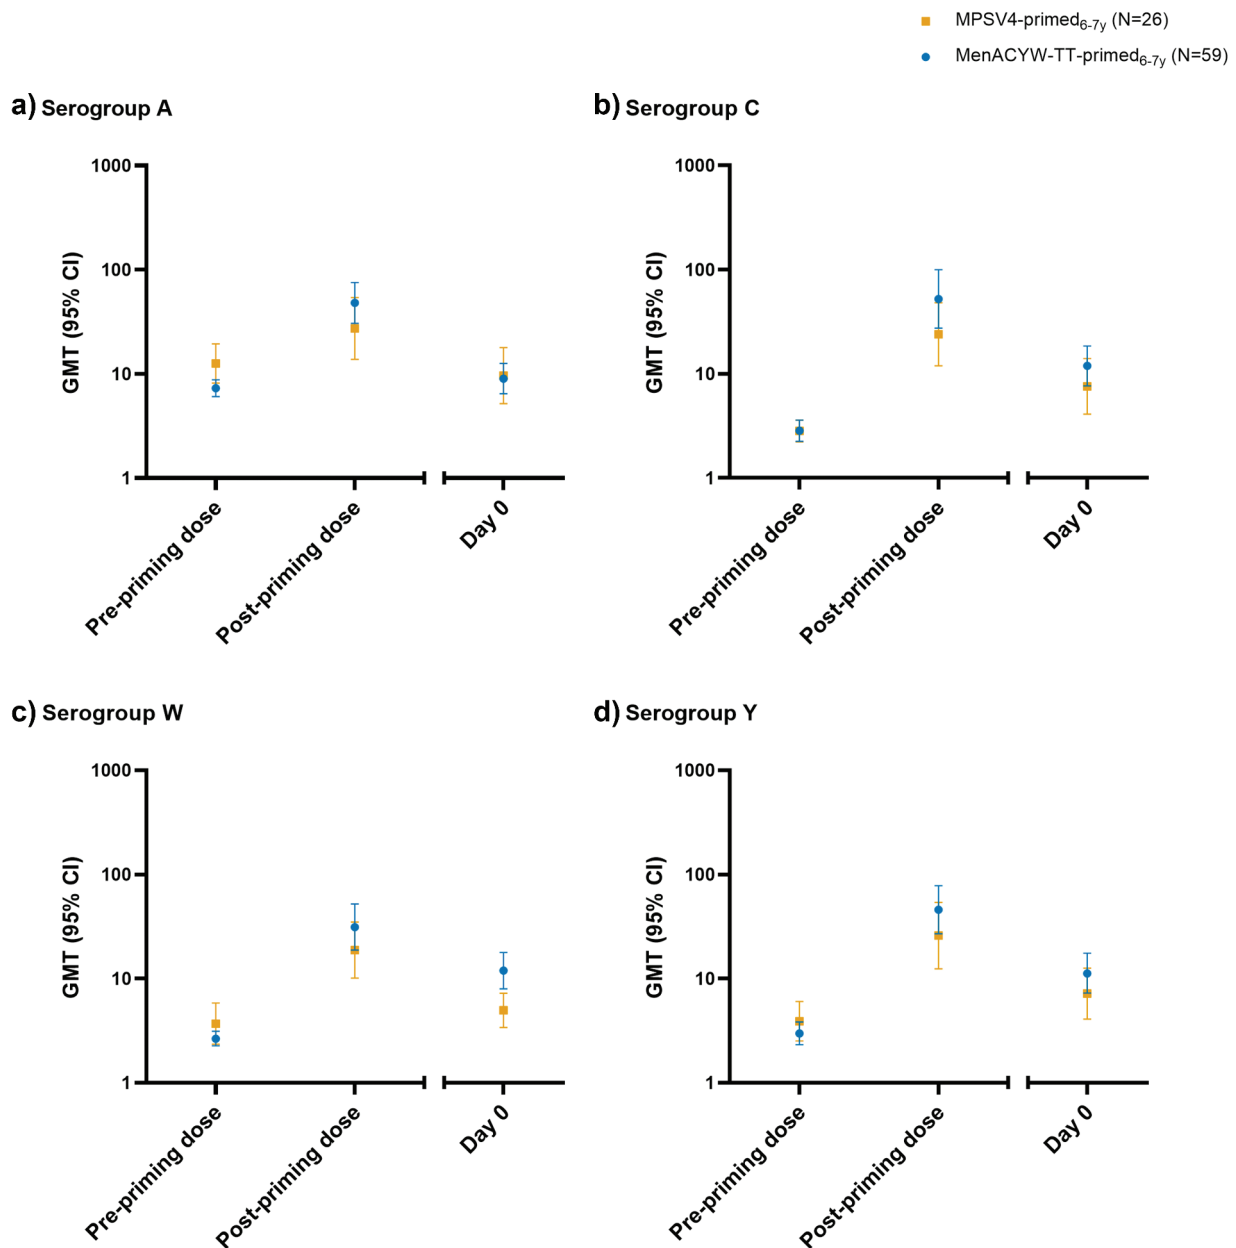 MPSV4-primed6-7y (N=26)
MenACYW-TT-primed6-7y (N=59)
a) Serogroup A
1000
100
10
1
GMT (95% CI)
Pre-priming dose
Post-priming dose
Day 0
b) Serogroup C
1000
100
10
1
GMT (95% CI)
Pre-priming dose
Post-priming dose
Day 0
c) Serogroup W
1000
100
10
1
GMT (95% CI)
Pre-priming dose
Post-priming dose
Day 0
d) Serogroup Y
1000
100
10
1
GMT (95% CI)
Pre-priming dose
Post-priming dose
Day 0